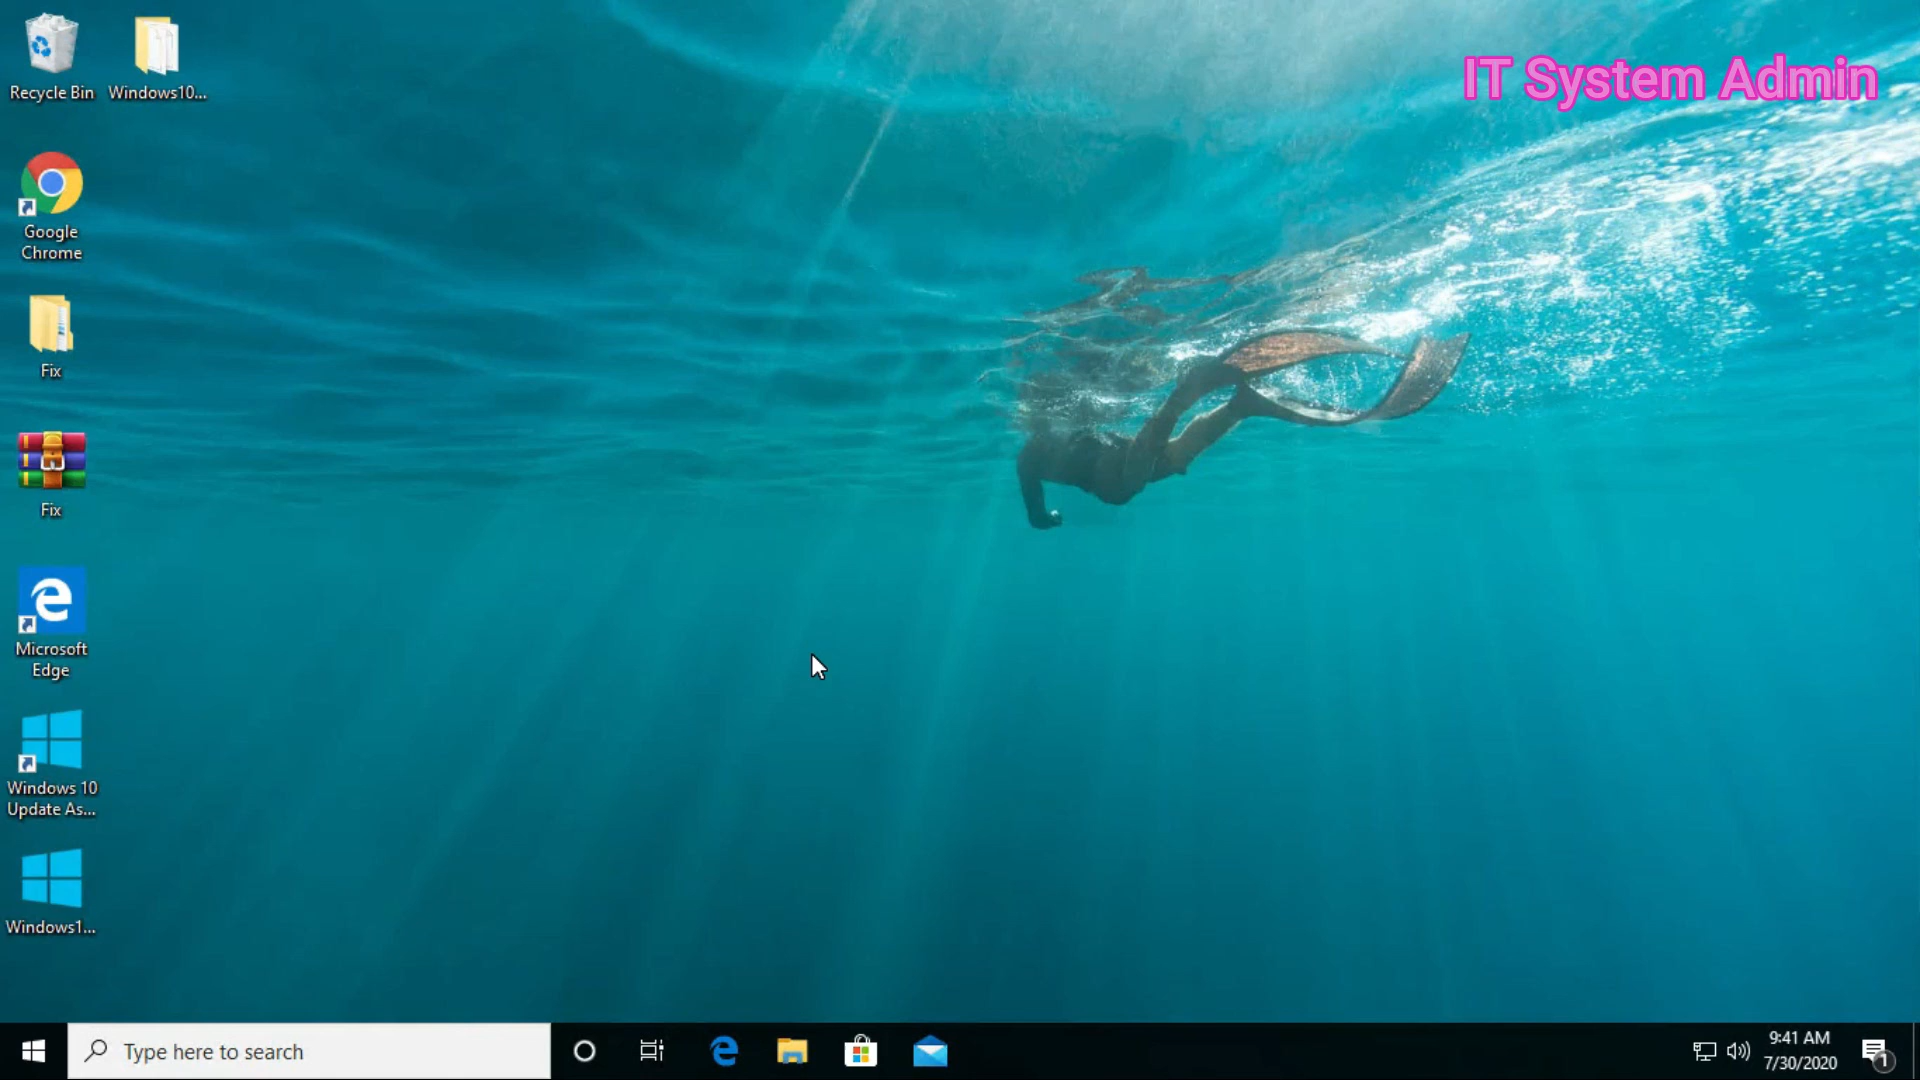 IT System Admin
Recycle Bin
Windows10...
Google
Chrome
Fix
Fix
Microsoft
Edge
Windows 10
Update As...
Windows1...
Type here to search
9:41 AM
7/30/2020
1